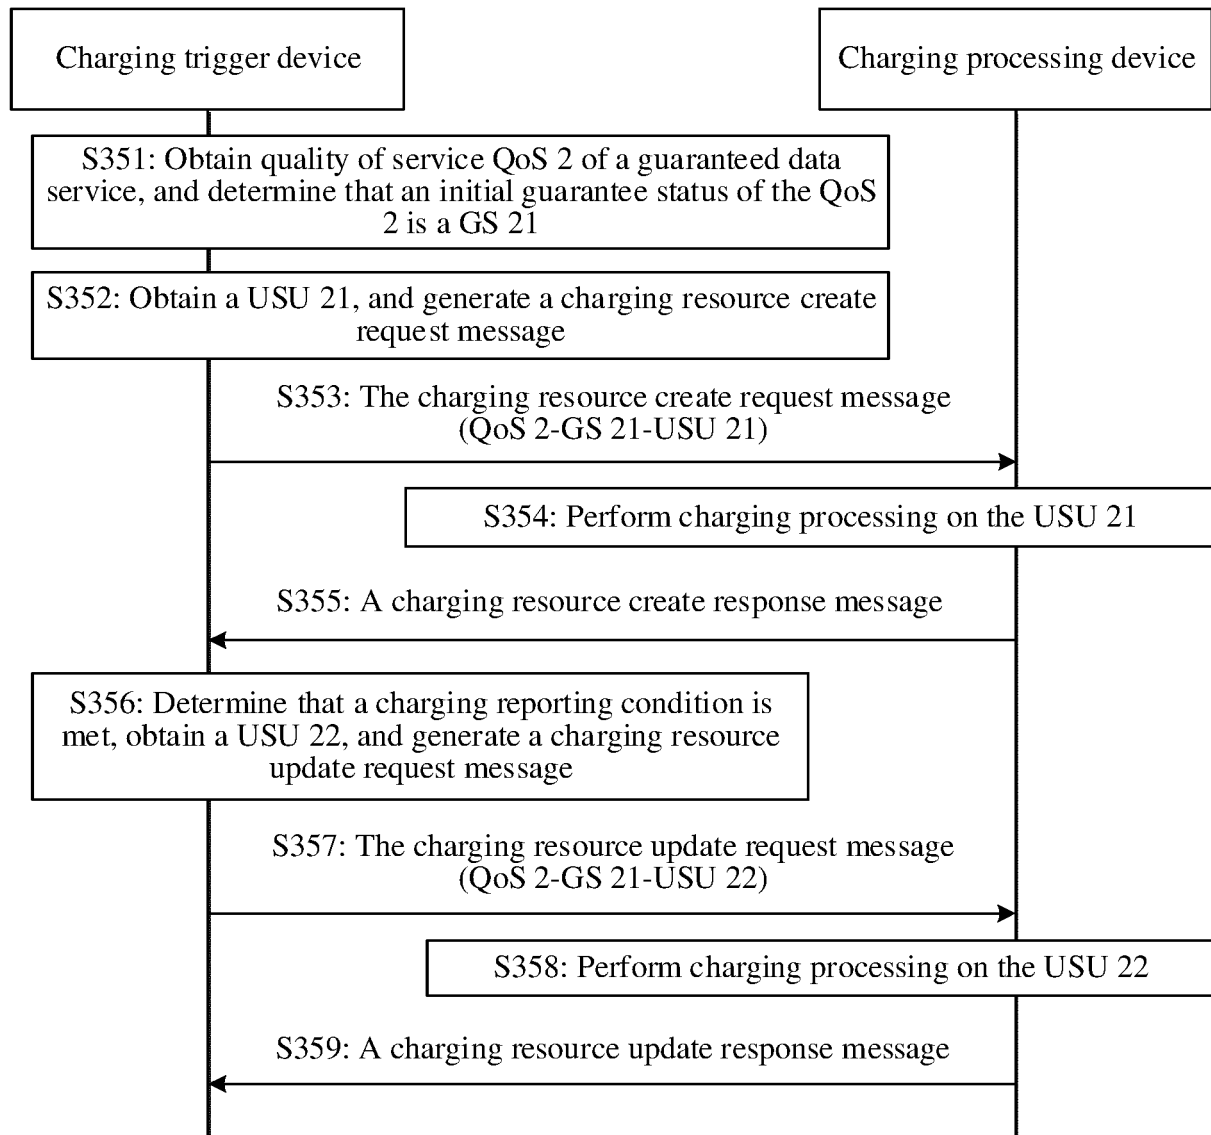 Charging trigger device
Charging processing device
S351: Obtain quality of service QoS 2 of a guaranteed data
service, and determine that an initial guarantee status of the QoS
2 is a GS 21
S352: Obtain a USU 21, and generate a charging resource create
request message
S353: The charging resource create request message
(QoS 2-GS 21-USU 21)
S354: Perform charging processing on the USU 21
S355: A charging resource create response message
S356: Determine that a charging reporting condition is
met, obtain a USU 22, and generate a charging resource
update request message
S357: The charging resource update request message
(QoS 2-GS 21-USU 22)
S358: Perform charging processing on the USU 22
S359: A charging resource update response message